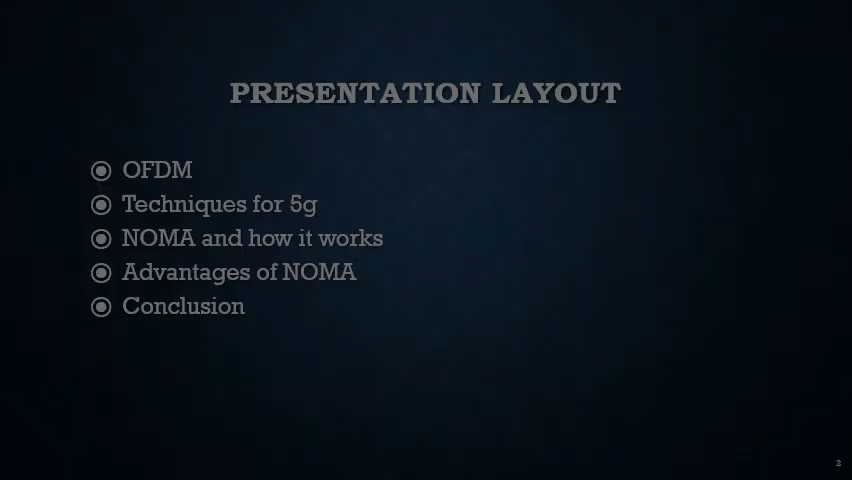 PRESENTATION LAYOUT
OFDM
Techniques for 5g
NOMA and how it works
Advantages of NOMA
Conclusion
2